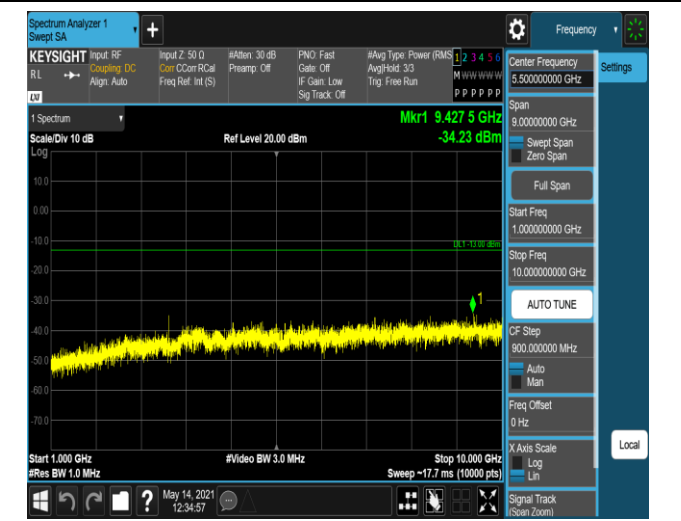 Spectrum Analyzer 1
Swept SA
+
Frequency
KEYSIGHT
RL
LXI
Input: RF
Coupling: DC
Align: Auto
Input Z: 50 Ω
Corr CCorr RCal
Freq Ref: Int (S)
#Atten: 30 dB
Preamp: Off
PNO: Fast
Gate: Off
IF Gain: Low
Sig Track: Off
#Avg Type: Power (RMS
Avg|Hold: 3/3
Trig: Free Run
1 2 3 4 5 6
M W W W W W
P P P P P P
1 Spectrum
Scale/Div 10 dB
Log
Ref Level 20.00 dBm
Mkr1 9.427 5 GHz
-34.23 dBm
10.0
0.00
-10.0
DL1 -13.00 dBm
-20.0
-30.0
1
-40.0
-50.0
-60.0
-70.0
Start 1.000 GHz
#Res BW 1.0 MHz
#Video BW 3.0 MHz
Stop 10.000 GHz
Sweep ~17.7 ms (10000 pts)
May 14, 2021
12:34:57
?
Center Frequency
5.500000000 GHz
Span
9.00000000 GHz
Swept Span
Zero Span
Full Span
Start Freq
1.000000000 GHz
Stop Freq
10.000000000 GHz
AUTO TUNE
CF Step
900.000000 MHz
Auto
Man
Freq Offset
0 Hz
X Axis Scale
Log
Lin
Signal Track
(Span Zoom)
Settings
Local